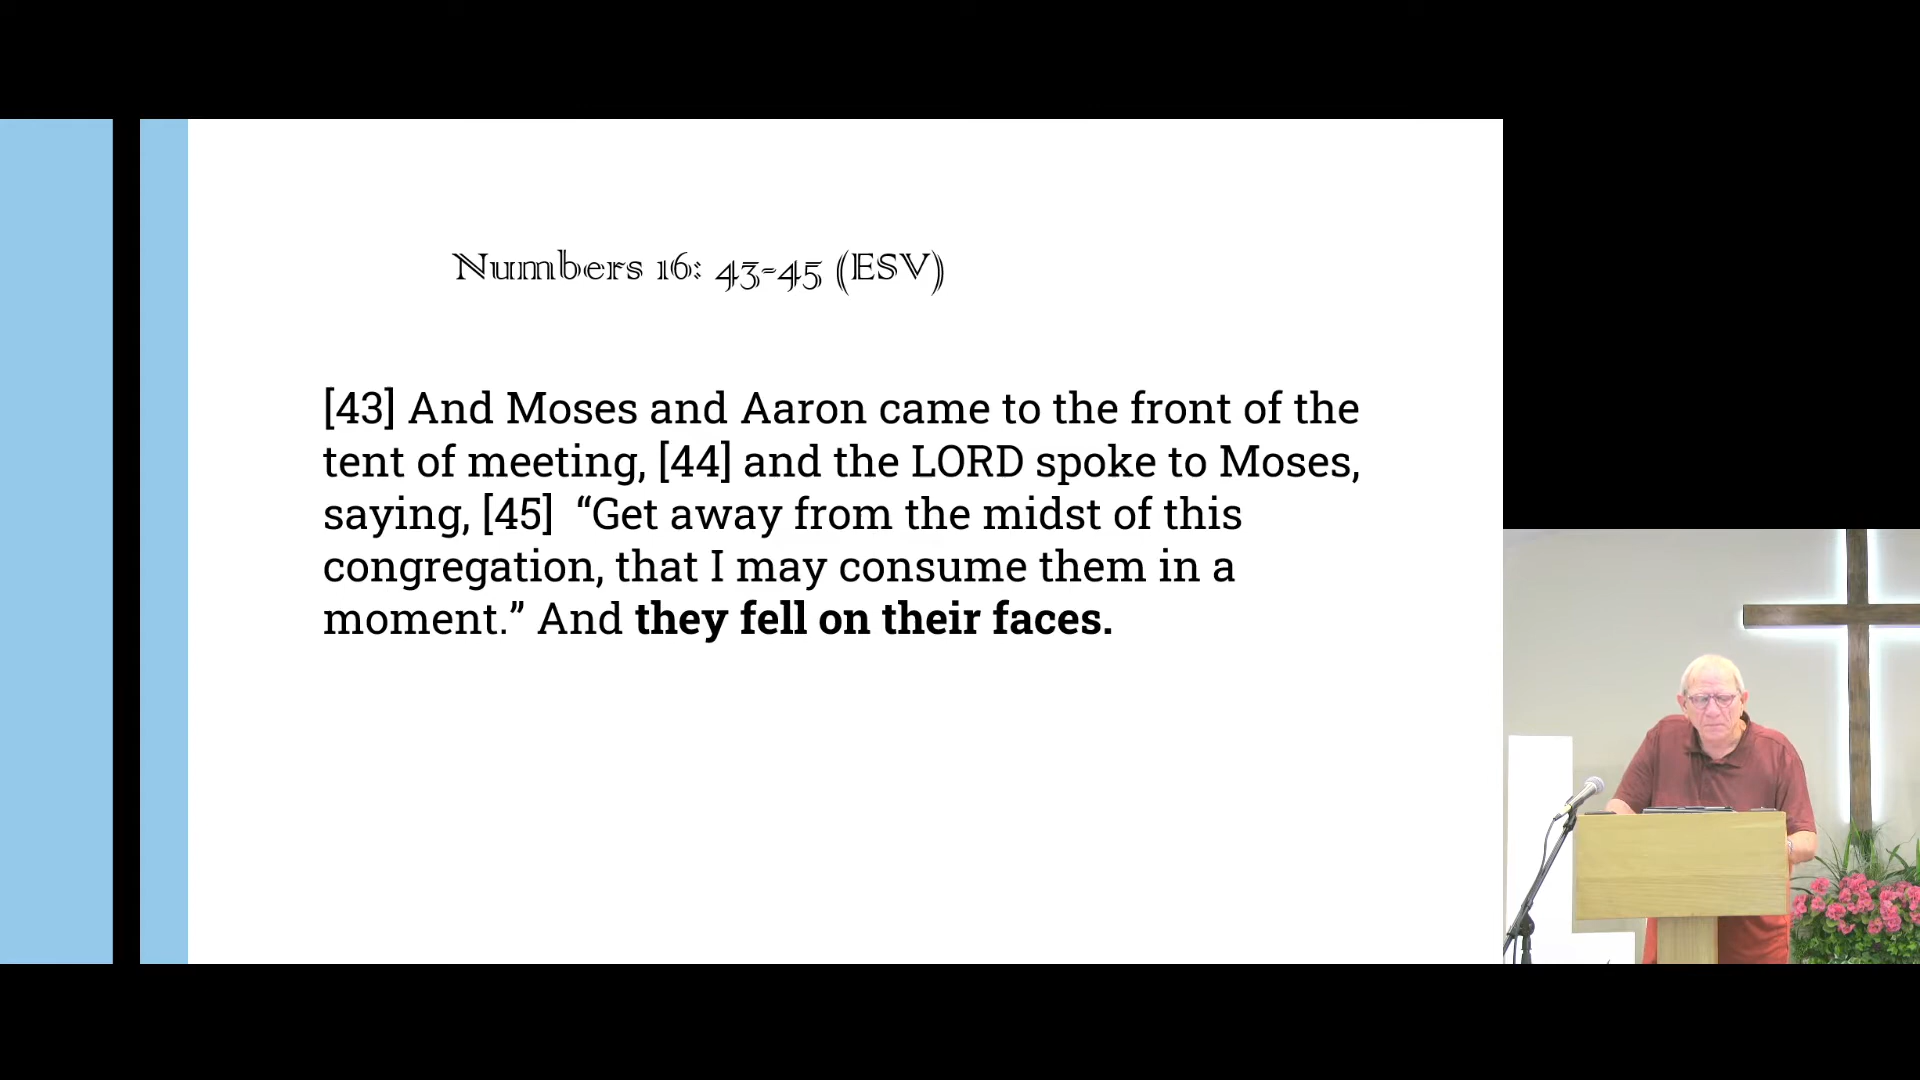 Numbers 16: 43-45 (ESV)
[43] And Moses and Aaron came to the front of the
tent of meeting, [44] and the LORD spoke to Moses,
saying, [45]  “Get away from the midst of this
congregation, that I may consume them in a
moment.” And they fell on their faces.